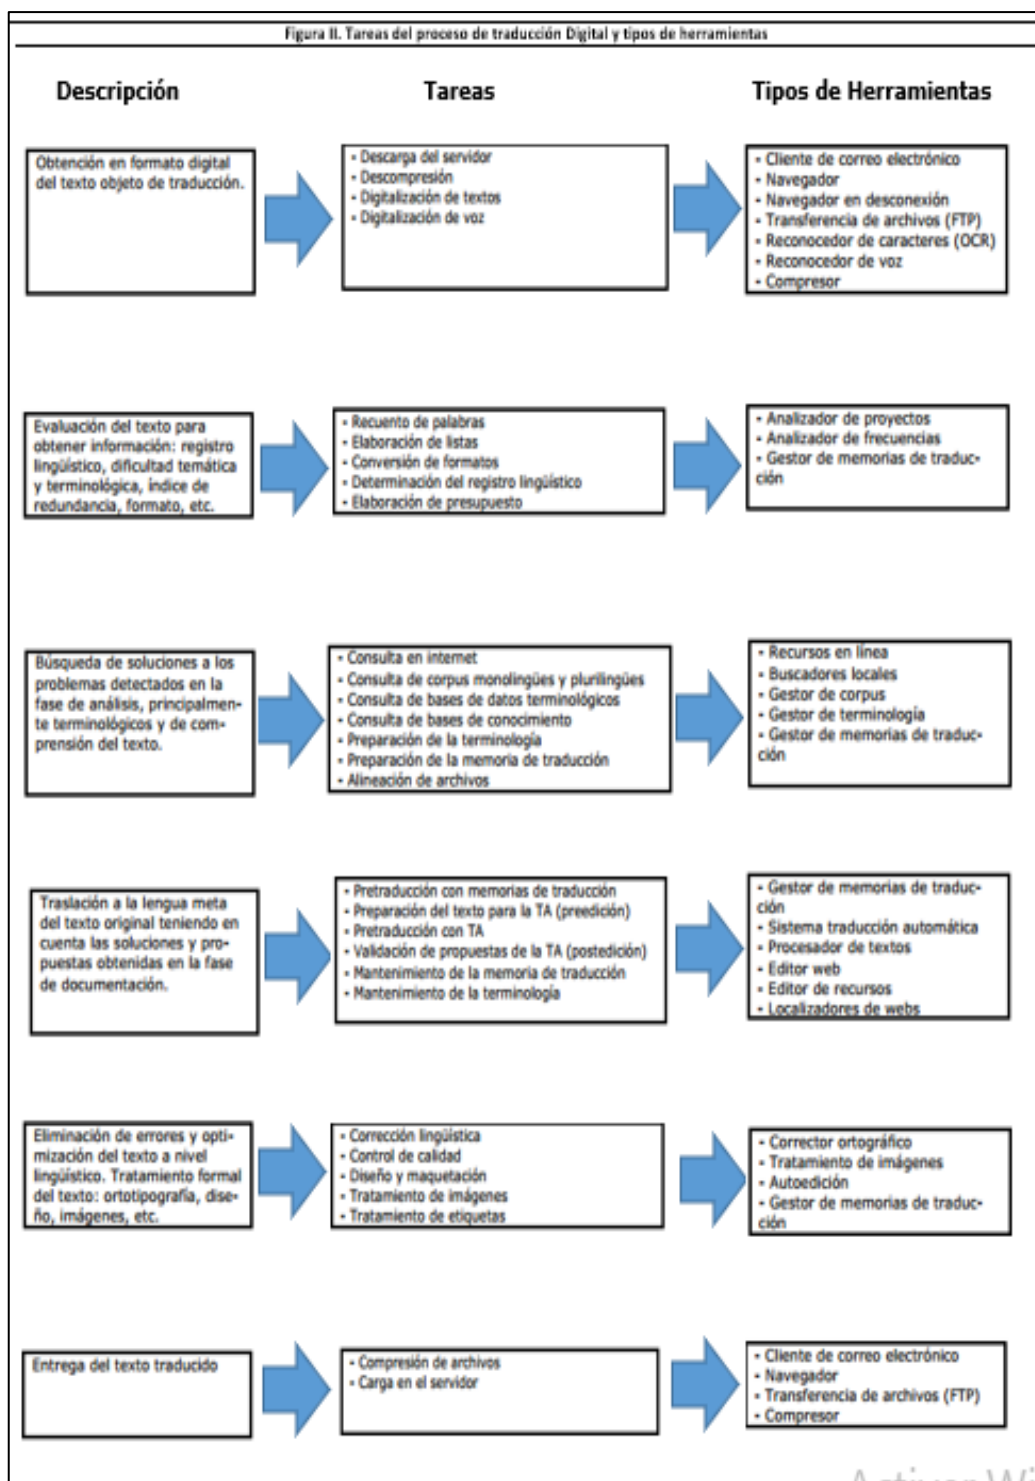 Figura II. Tareas del proceso de traducción Digital y tipos de herramientas
Descripción
Tareas
Tipos de Herramientas
Obtención en formato digital
del texto objeto de traducción.
- Descarga del servidor
- Descompresión
- Digitalización de textos
- Digitalización de voz
- Cliente de correo electrónico
- Navegador
- Navegador en desconexión
- Transferencia de archivos (FTP)
- Reconocedor de caracteres (OCR)
- Reconocedor de voz
- Compresor
Evaluación del texto para
obtener información: registro
lingüístico, dificultad temática
y terminológica, índice de
redundancia, formato, etc.
- Recuento de palabras
- Elaboración de listas
- Conversión de formatos
- Determinación del registro lingüístico
- Elaboración de presupuesto
- Analizador de proyectos
- Analizador de frecuencias
- Gestor de memorias de traduc-
ción
Búsqueda de soluciones a los
problemas detectados en la
fase de análisis, principalmen-
te terminológicos y de com-
prensión del texto.
- Consulta en internet
- Consulta de corpus monolingües y plurilingües
- Consulta de bases de datos terminológicos
- Consulta de bases de conocimiento
- Preparación de la terminología
- Preparación de la memoria de traducción
- Alineación de archivos
- Recursos en línea
- Buscadores locales
- Gestor de corpus
- Gestor de terminología
- Gestor de memorias de traduc-
ción
Traslación a la lengua meta
del texto original teniendo en
cuenta las soluciones y pro-
puestas obtenidas en la fase
de documentación.
- Pretraducción con memorias de traducción
- Preparación del texto para la TA (preedición)
- Pretraducción con TA
- Validación de propuestas de la TA (postedición)
- Mantenimiento de la memoria de traducción
- Mantenimiento de la terminología
- Gestor de memorias de traduc-
ción
- Sistema traducción automática
- Procesador de textos
- Editor web
- Editor de recursos
- Localizadores de webs
Eliminación de errores y opti-
mización del texto a nivel
lingüístico. Tratamiento formal
del texto: ortotipografía, dise-
ño, imágenes, etc.
- Corrección lingüística
- Control de calidad
- Diseño y maquetación
- Tratamiento de imágenes
- Tratamiento de etiquetas
- Corrector ortográfico
- Tratamiento de imágenes
- Autoedición
- Gestor de memorias de traduc-
ción
Entrega del texto traducido
- Compresión de archivos
- Carga en el servidor
- Cliente de correo electrónico
- Navegador
- Transferencia de archivos (FTP)
- Compresor